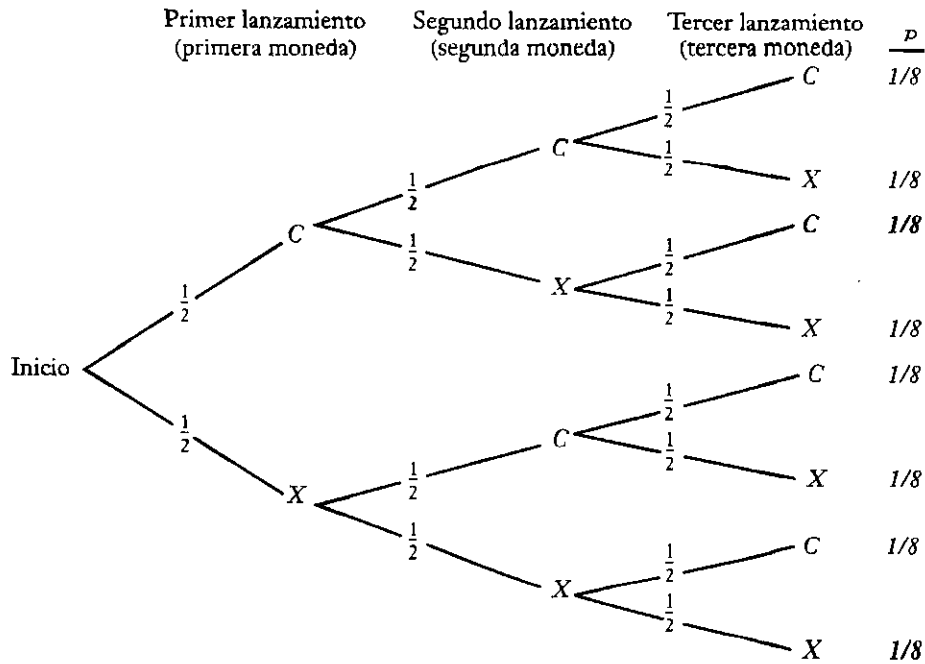 Primer lanzamiento Segundo lanzamiento Tercer lanzamiento
(primera moneda) (segunda moneda) (tercera moneda) P
C 1/8
1/2
C 1/2
1/2 X 1/8
C 1/2 C 1/8
1/2 1/2
X 1/2
1/2 X 1/8
Inicio C 1/8
1/2 1/2
C 1/2
X 1/2 X 1/8
1/2 C 1/8
X 1/2
1/2
X 1/8